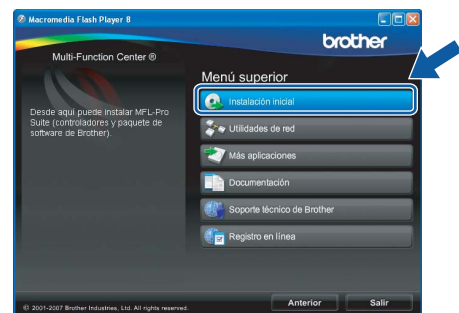 Macromedia Flash Player 8
brother
Multi-Function Center ®
Menú superior
Desde aquí puede instalar MFL-Pro
Suite (controladores y paquete de
software de Brother).
Instalación inicial
Utilidades de red
Más aplicaciones
Documentación
Soporte técnico de Brother
Registro en línea
© 2001-2007 Brother Industries, Ltd. All rights reserved.
Anterior
Salir